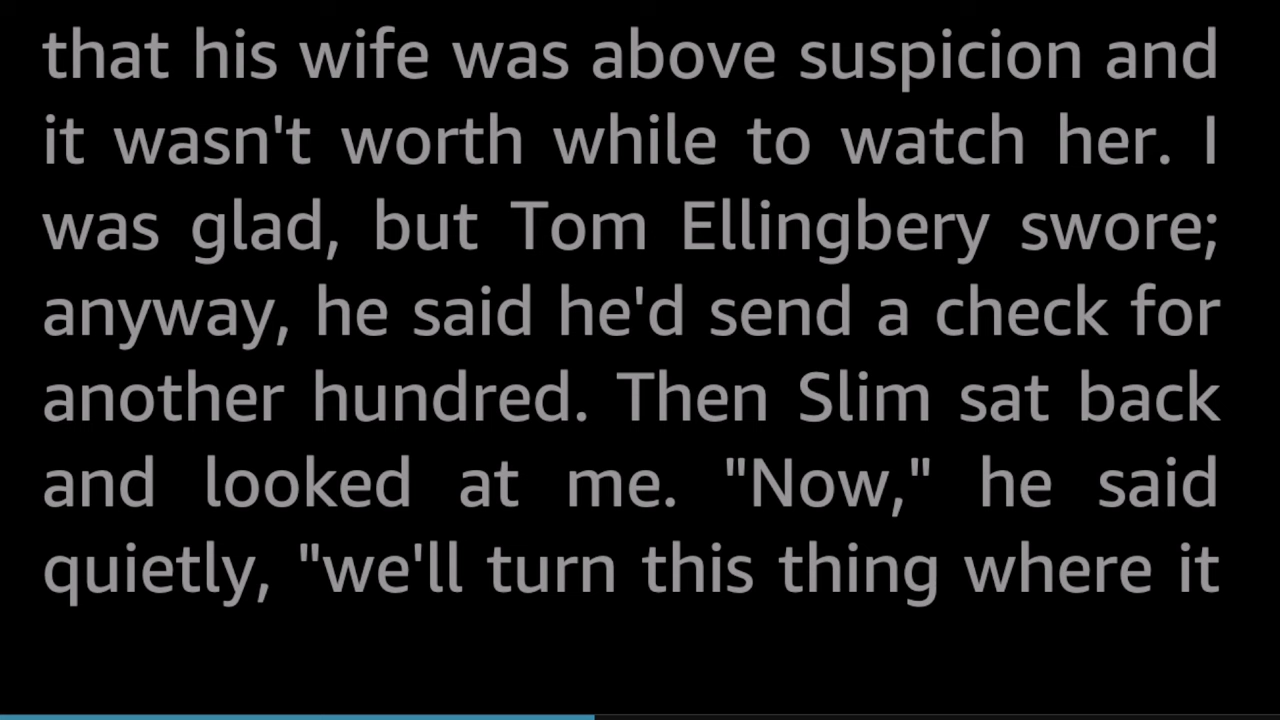 that his wife was above suspicion and
it wasn't worth while to watch her. I
was glad, but Tom Ellingbery swore;
anyway, he said he'd send a check for
another hundred. Then Slim sat back
and looked at me. "Now," he said
quietly, "we'll turn this thing where it